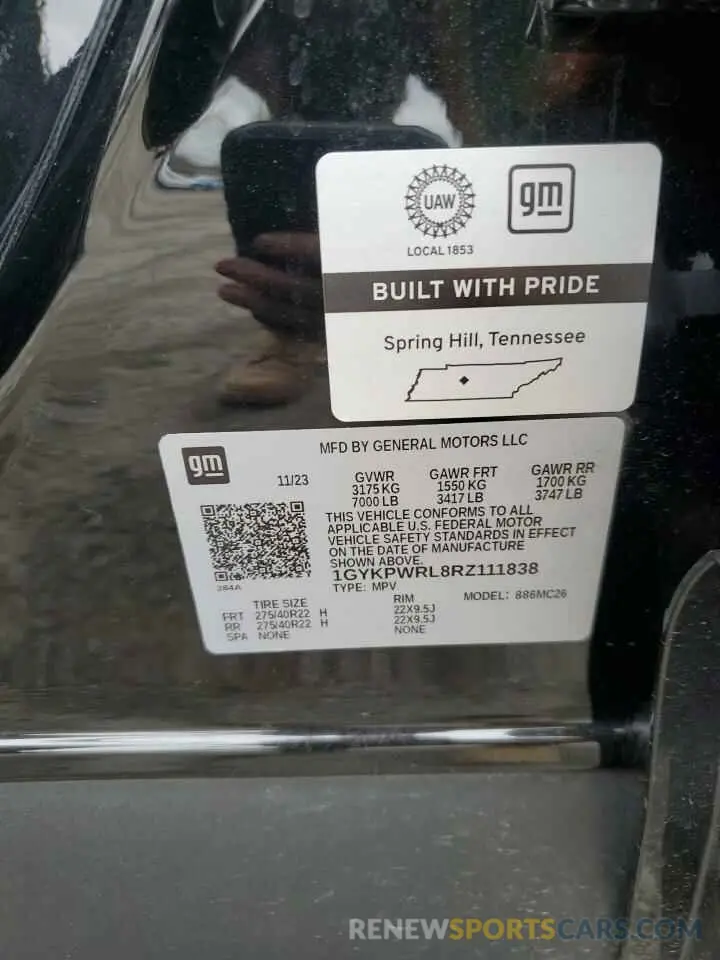 UAW
gm
LOCAL 1853
BUILT WITH PRIDE
Spring Hill, Tennessee
gm
MFD BY GENERAL MOTORS LLC
11/23
GVWR GAWR FRT GAWR RR
3175 KG 1550 KG 1700 KG
7000 LB 3417 LB 3747 LB
THIS VEHICLE CONFORMS TO ALL
APPLICABLE U.S. FEDERAL MOTOR
VEHICLE SAFETY STANDARDS IN EFFECT
ON THE DATE OF MANUFACTURE
SHOWN ABOVE.
1GYKPWRL8RZ111838
384A
TYPE: MPV MODEL: 886MC26
TIRE SIZE RIM
FRT 275/40R22 H 22X9.5J
RR 275/40R22 H 22X9.5J
SPA NONE NONE
RENEWSPORTSCARS.COM